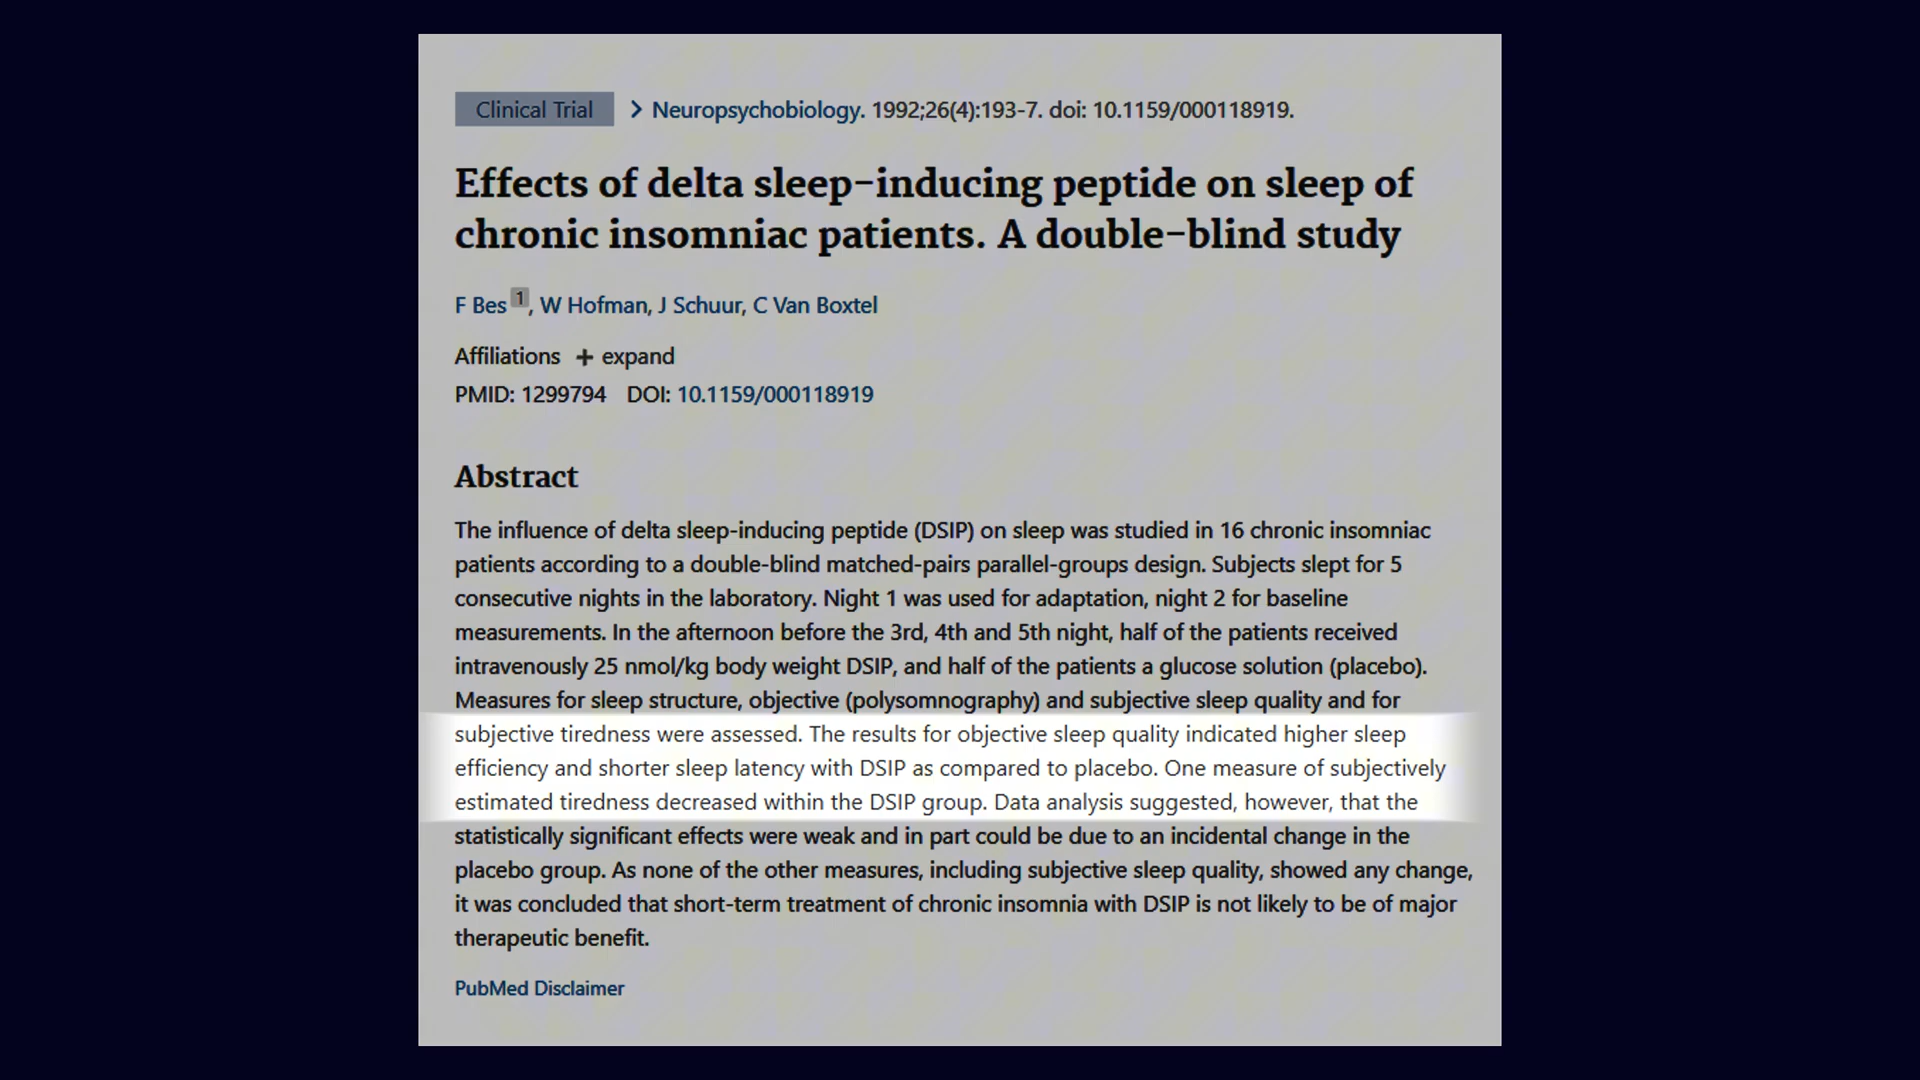 Clinical Trial > Neuropsychobiology. 1992;26(4):193-7. doi: 10.1159/000118919.
Effects of delta sleep-inducing peptide on sleep of
chronic insomniac patients. A double-blind study
F Bes 1, W Hofman, J Schuur, C Van Boxtel
Affiliations + expand
PMID: 1299794 DOI: 10.1159/000118919
Abstract
The influence of delta sleep-inducing peptide (DSIP) on sleep was studied in 16 chronic insomniac
patients according to a double-blind matched-pairs parallel-groups design. Subjects slept for 5
consecutive nights in the laboratory. Night 1 was used for adaptation, night 2 for baseline
measurements. In the afternoon before the 3rd, 4th and 5th night, half of the patients received
intravenously 25 nmol/kg body weight DSIP, and half of the patients a glucose solution (placebo).
Measures for sleep structure, objective (polysomnography) and subjective sleep quality and for
subjective tiredness were assessed. The results for objective sleep quality indicated higher sleep
efficiency and shorter sleep latency with DSIP as compared to placebo. One measure of subjectively
estimated tiredness decreased within the DSIP group. Data analysis suggested, however, that the
statistically significant effects were weak and in part could be due to an incidental change in the
placebo group. As none of the other measures, including subjective sleep quality, showed any change,
it was concluded that short-term treatment of chronic insomnia with DSIP is not likely to be of major
therapeutic benefit.
PubMed Disclaimer